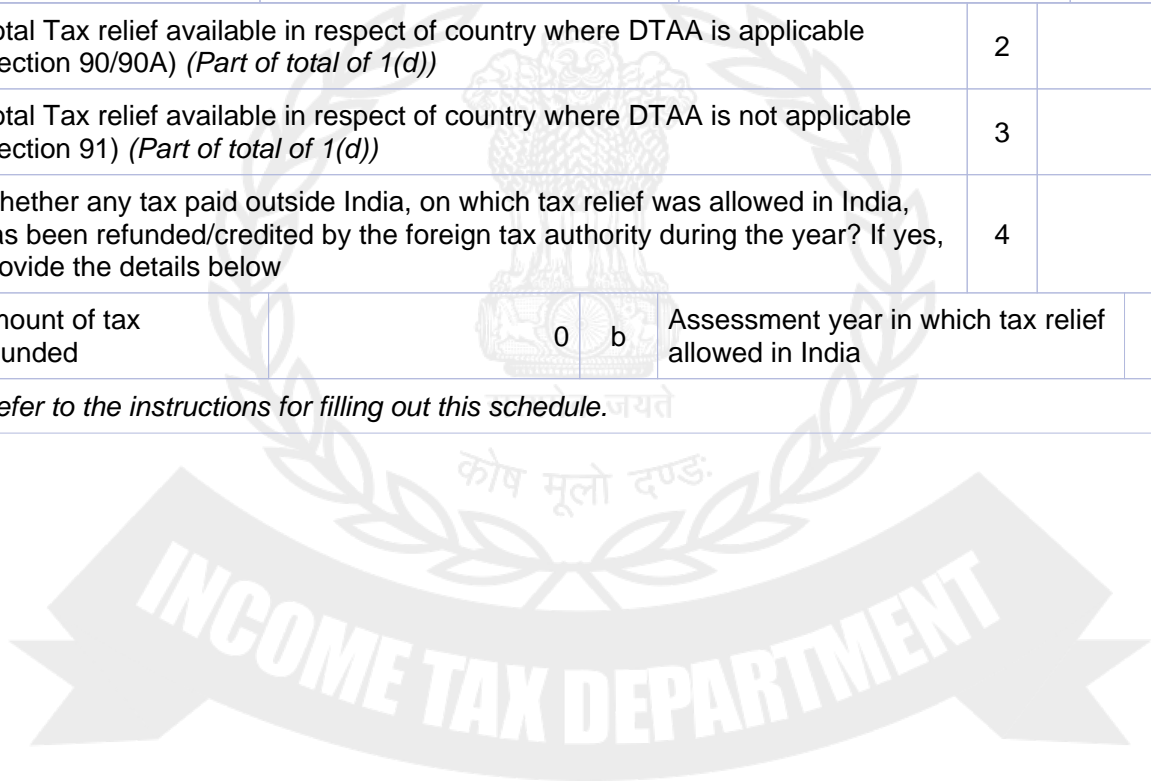 otal Tax relief available in respect of country where DTAA is applicable
ection 90/90A) (Part of total of 1(d))
2
otal Tax relief available in respect of country where DTAA is not applicable
ection 91) (Part of total of 1(d))
3
hether any tax paid outside India, on which tax relief was allowed in India,
as been refunded/credited by the foreign tax authority during the year? If yes,
ovide the details below
4
mount of tax
unded
0
b
Assessment year in which tax relief
allowed in India
efer to the instructions for filling out this schedule.
जयते
कोष मूलो दण्डः
INCOME TAX DEPARTMENT